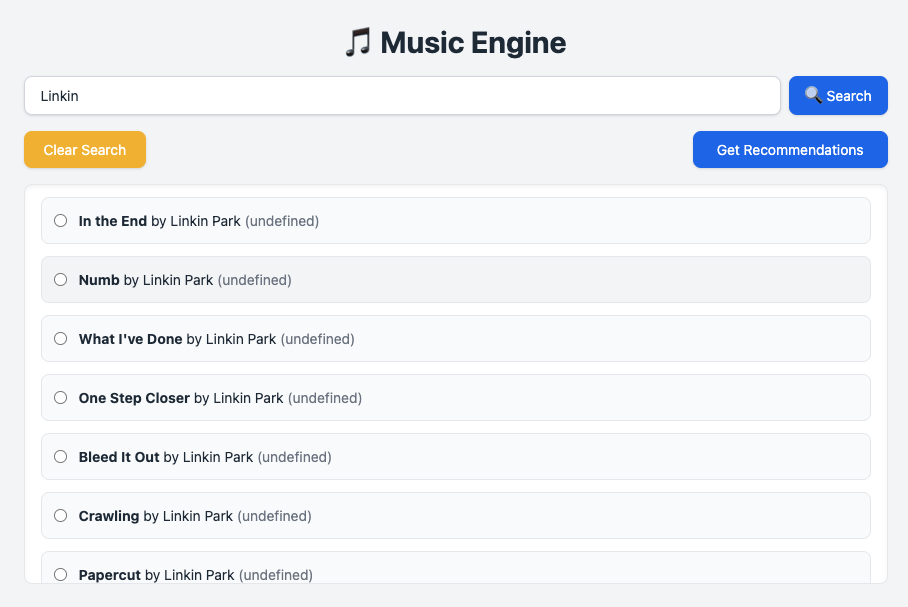 🎵 Music Engine
Linkin
🔍 Search
Clear Search
Get Recommendations
In the End by Linkin Park (undefined)
Numb by Linkin Park (undefined)
What I've Done by Linkin Park (undefined)
One Step Closer by Linkin Park (undefined)
Bleed It Out by Linkin Park (undefined)
Crawling by Linkin Park (undefined)
Papercut by Linkin Park (undefined)